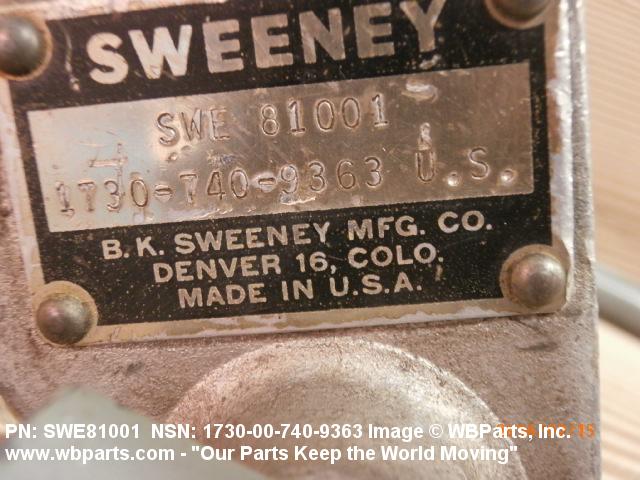 SWEENEY
SWE 81001
1730-740-9363 U.S.
B.K. SWEENEY MFG. CO.
DENVER 16, COLO.
MADE IN U.S.A.
PN: SWE81001 NSN: 1730-00-740-9363 Image © WBParts, Inc.
www.wbparts.com - "Our Parts Keep the World Moving"